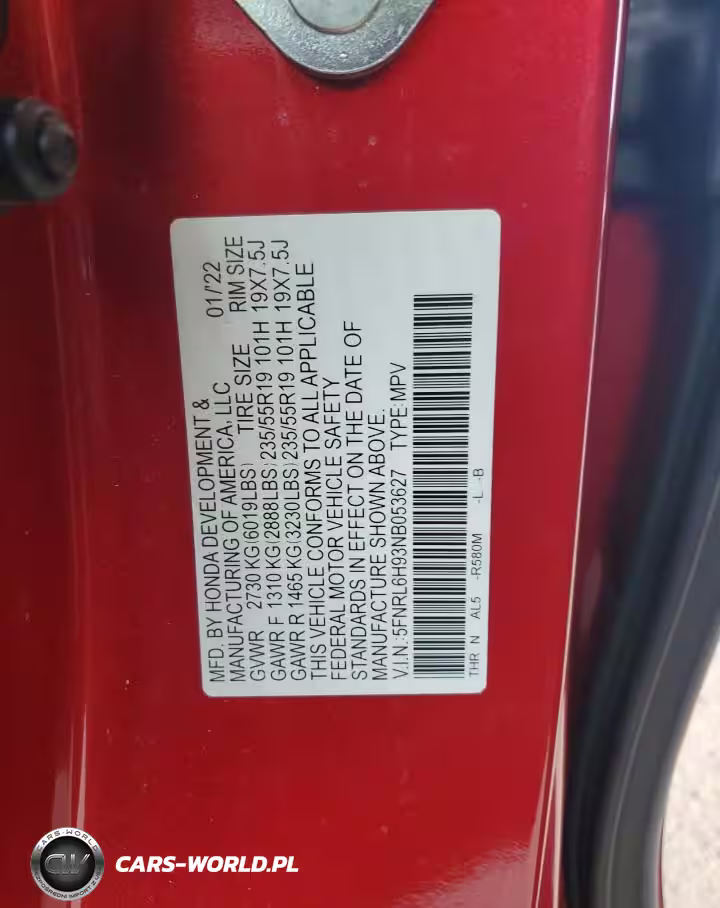 MFD. BY HONDA DEVELOPMENT & 01/'22
MANUFACTURING OF AMERICA, LLC
GVWR 2730 KG(6019LBS) TIRE SIZE RIM SIZE
GAWR F 1310 KG(2888LBS)235/55R19 101H 19X7.5J
GAWR R 1465 KG(3230LBS)235/55R19 101H 19X7.5J
THIS VEHICLE CONFORMS TO ALL APPLICABLE
FEDERAL MOTOR VEHICLE SAFETY
STANDARDS IN EFFECT ON THE DATE OF
MANUFACTURE SHOWN ABOVE.
V.I.N.:5FNRL6H93NB053627 TYPE:MPV
THR N AL5 -R580M -L -B
CARS-WORLD
CW
CARS-WORLD.PL